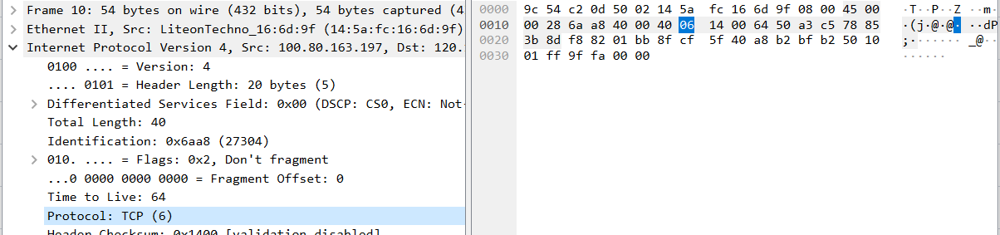 Frame 10: 54 bytes on wire (432 bits), 54 bytes captured (4
Ethernet II, Src: LiteonTechno_16:6d:9f (14:5a:fc:16:6d:9f)
Internet Protocol Version 4, Src: 100.80.163.197, Dst: 120.
0100 .... = Version: 4
.... 0101 = Header Length: 20 bytes (5)
Differentiated Services Field: 0x00 (DSCP: CS0, ECN: Not-
Total Length: 40
Identification: 0x6aa8 (27304)
010. .... = Flags: 0x2, Don't fragment
...0 0000 0000 0000 = Fragment Offset: 0
Time to Live: 64
Protocol: TCP (6)
Header Checksum: 0x1400 [validation disabled]
0000 9c 54 c2 0d 50 02 14 5a fc 16 6d 9f 08 00 45 00 ·T··P··Z ··m···E·
0010 00 28 6a a8 40 00 40 06 14 00 64 50 a3 c5 78 85 ·(j·@·@· ··dP··x·
0020 3b 8d f8 82 01 bb 8f cf 5f 40 a8 b2 bf b2 50 10 ;······· _@····P·
0030 01 ff 9f fa 00 00 ······